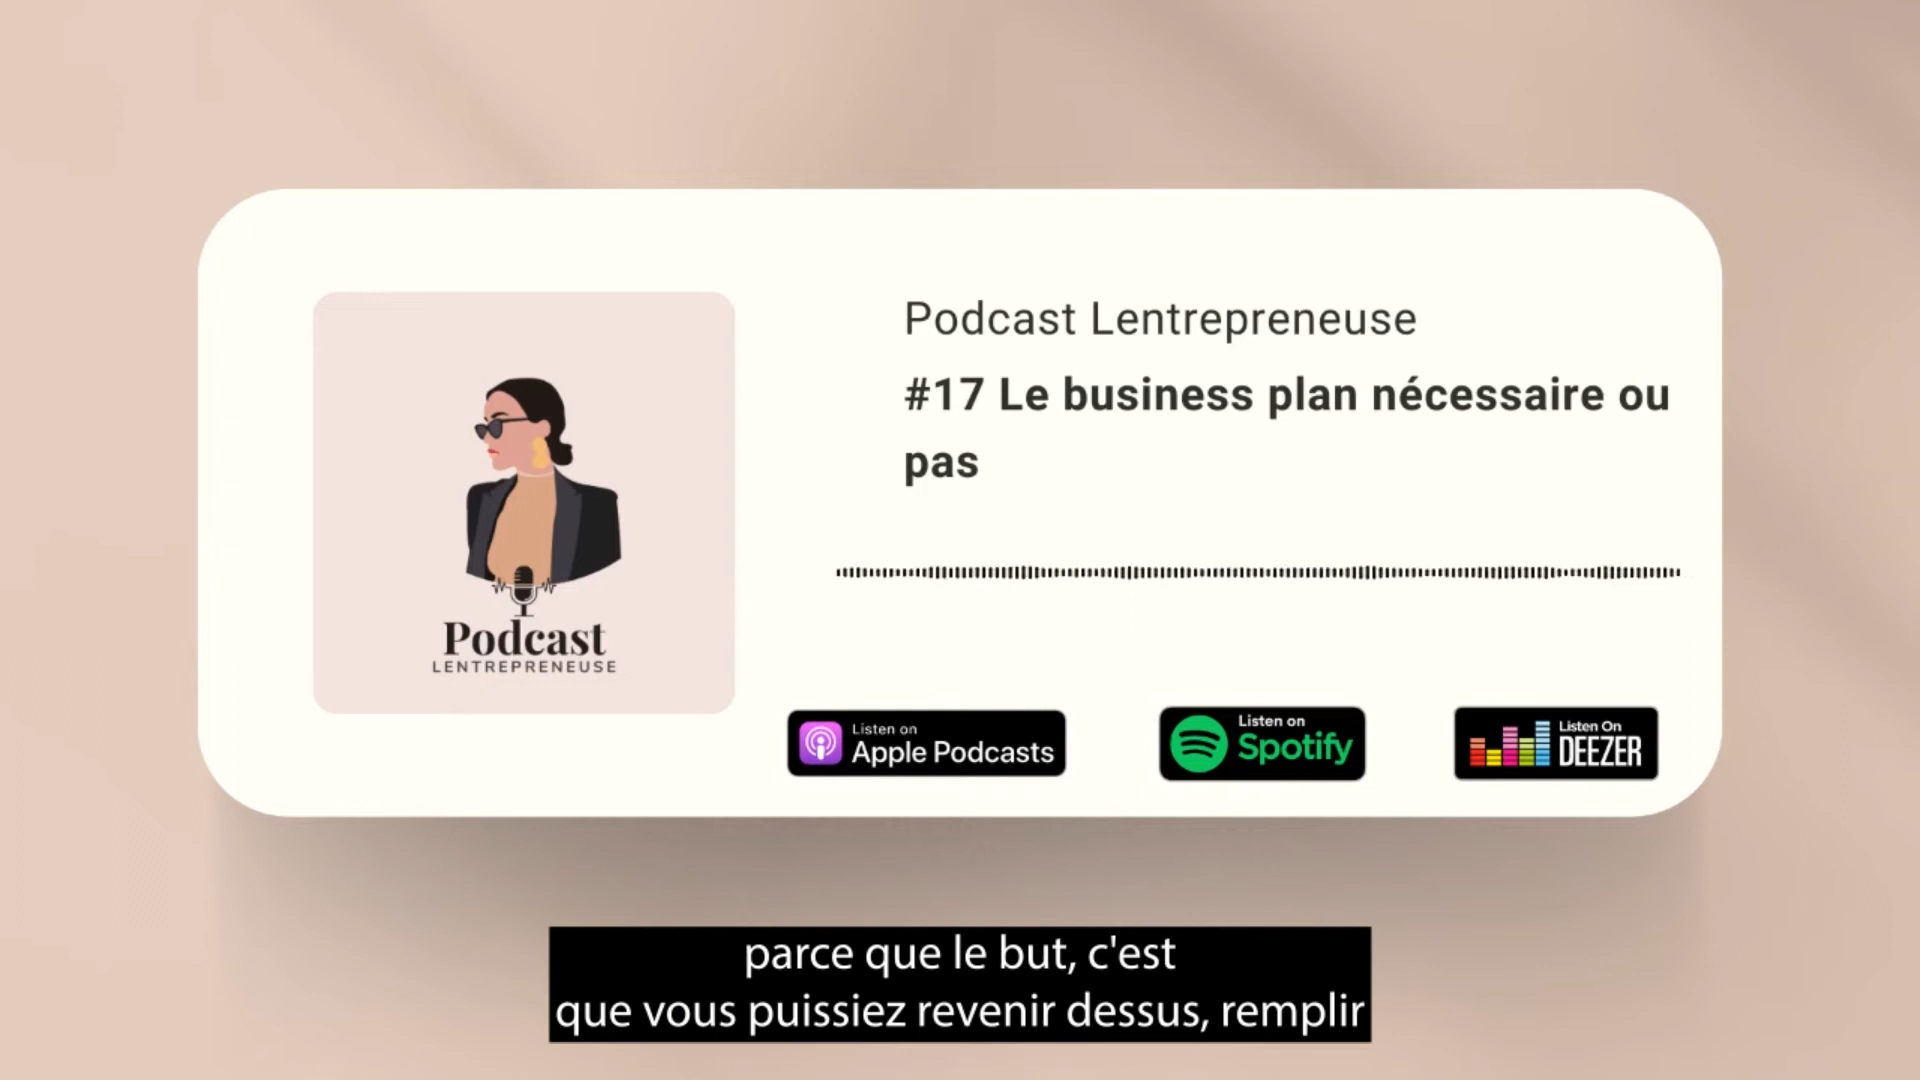 Podcast Lentrepreneuse
#17 Le business plan nécessaire ou
pas
Podcast
LENTREPRENEUSE
Listen on
Apple Podcasts
Listen on
Spotify
Listen On
DEEZER
parce que le but, c'est
que vous puissiez revenir dessus, remplir